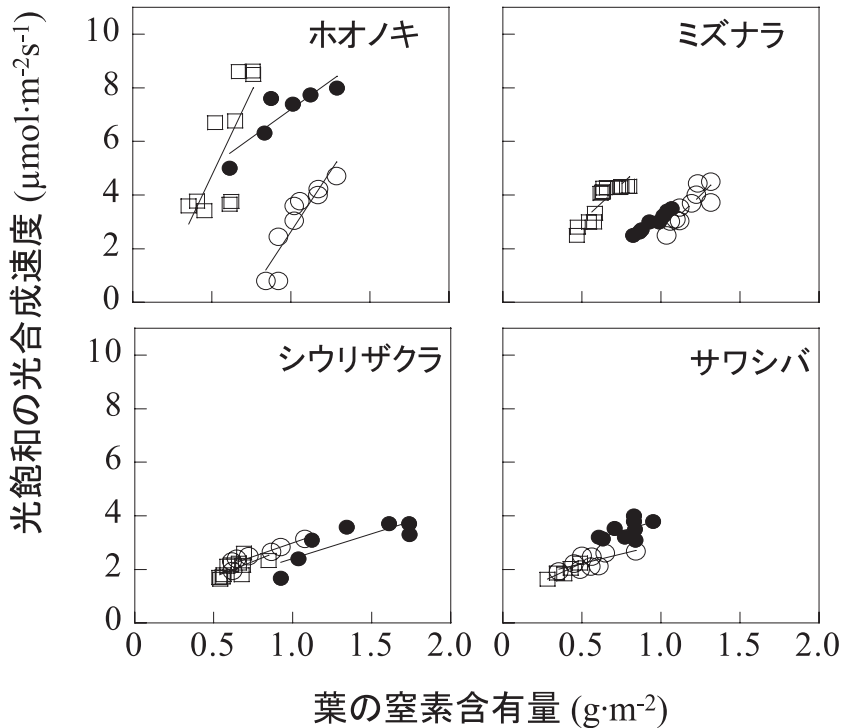 光飽和の光合成速度 (μmol·m-2s-1)
10
8
6
4
2
0
ホオノキ
ミズナラ
10
8
6
4
2
0
シウリザクラ
サワシバ
0 0.5 1.0 1.5 2.0 0 0.5 1.0 1.5 2.0
葉の窒素含有量 (g·m-2)